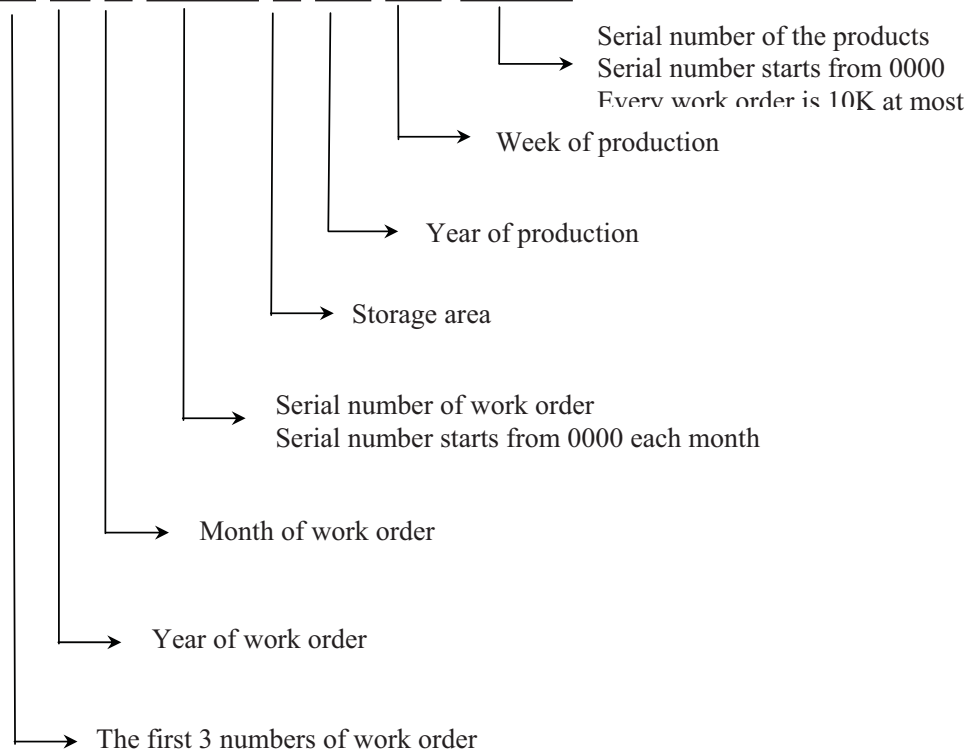 Serial number of the products
Serial number starts from 0000
Every work order is 10K at most
Week of production
Year of production
Storage area
Serial number of work order
Serial number starts from 0000 each month
Month of work order
Year of work order
The first 3 numbers of work order